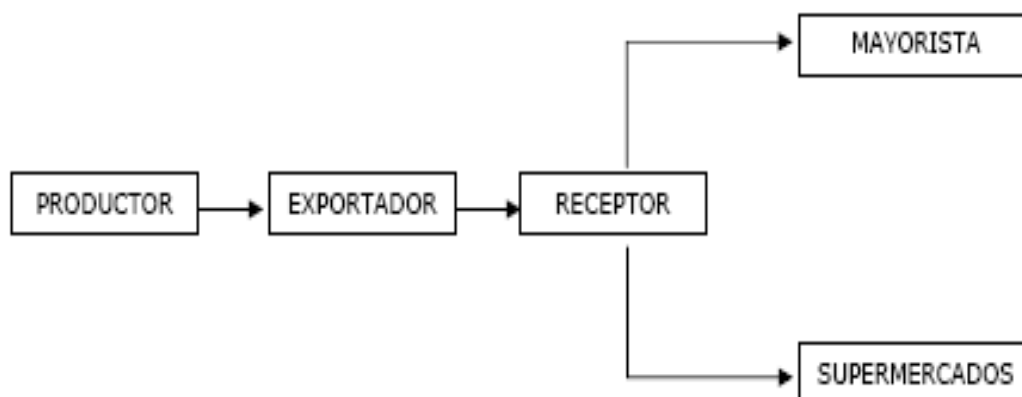 MAYORISTA
PRODUCTOR
EXPORTADOR
RECEPTOR
SUPERMERCADOS